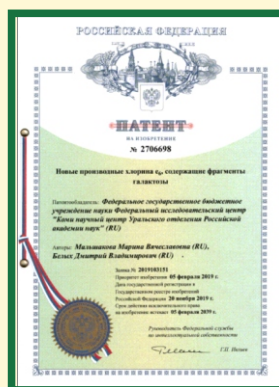 РОССИЙСКАЯ ФЕДЕРАЦИЯ
ПАТЕНТ
НА ИЗОБРЕТЕНИЕ
№ 2706698
Новые производные хлорина e₆, содержащие фрагменты
галактозы
Патентообладатель: Федеральное государственное бюджетное
учреждение науки Федеральный исследовательский центр
"Коми научный центр Уральского отделения Российской
академии наук" (RU)
Авторы: Мальшакова Марина Вячеславовна (RU),
Белых Дмитрий Владимирович (RU)
Заявка № 2019103151
Приоритет изобретения 05 февраля 2019 г.
Дата государственной регистрации в
Государственном реестре изобретений
Российской Федерации 20 ноября 2019 г.
Срок действия исключительного права
на изобретение истекает 05 февраля 2039 г.
Руководитель Федеральной службы
по интеллектуальной собственности
Г.П. Ивлиев